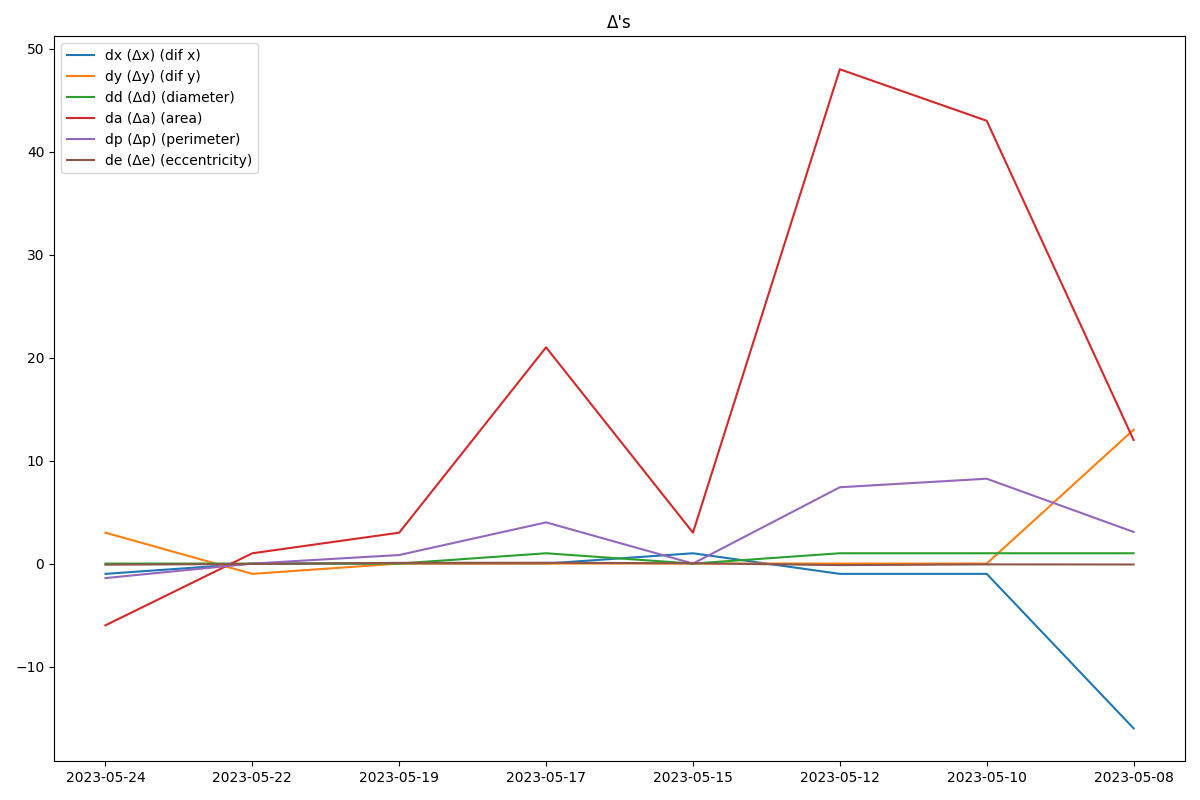 Δ's
dx (Δx) (dif x)
dy (Δy) (dif y)
dd (Δd) (diameter)
da (Δa) (area)
dp (Δp) (perimeter)
de (Δe) (eccentricity)
50
40
30
20
10
0
−10
2023-05-24 2023-05-22 2023-05-19 2023-05-17 2023-05-15 2023-05-12 2023-05-10 2023-05-08